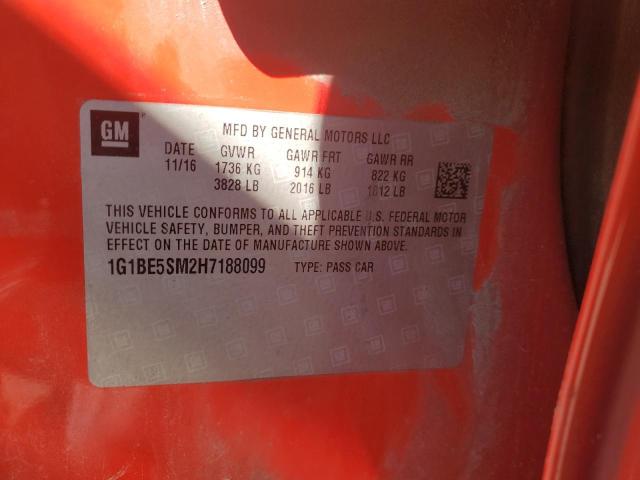 GM
MFD BY GENERAL MOTORS LLC
DATE GVWR GAWR FRT GAWR RR
11/16 1736 KG 914 KG 822 KG
3828 LB 2016 LB 1812 LB
THIS VEHICLE CONFORMS TO ALL APPLICABLE U.S. FEDERAL MOTOR
VEHICLE SAFETY, BUMPER, AND THEFT PREVENTION STANDARDS IN
EFFECT ON THE DATE OF MANUFACTURE SHOWN ABOVE.
1G1BE5SM2H7188099 TYPE: PASS CAR